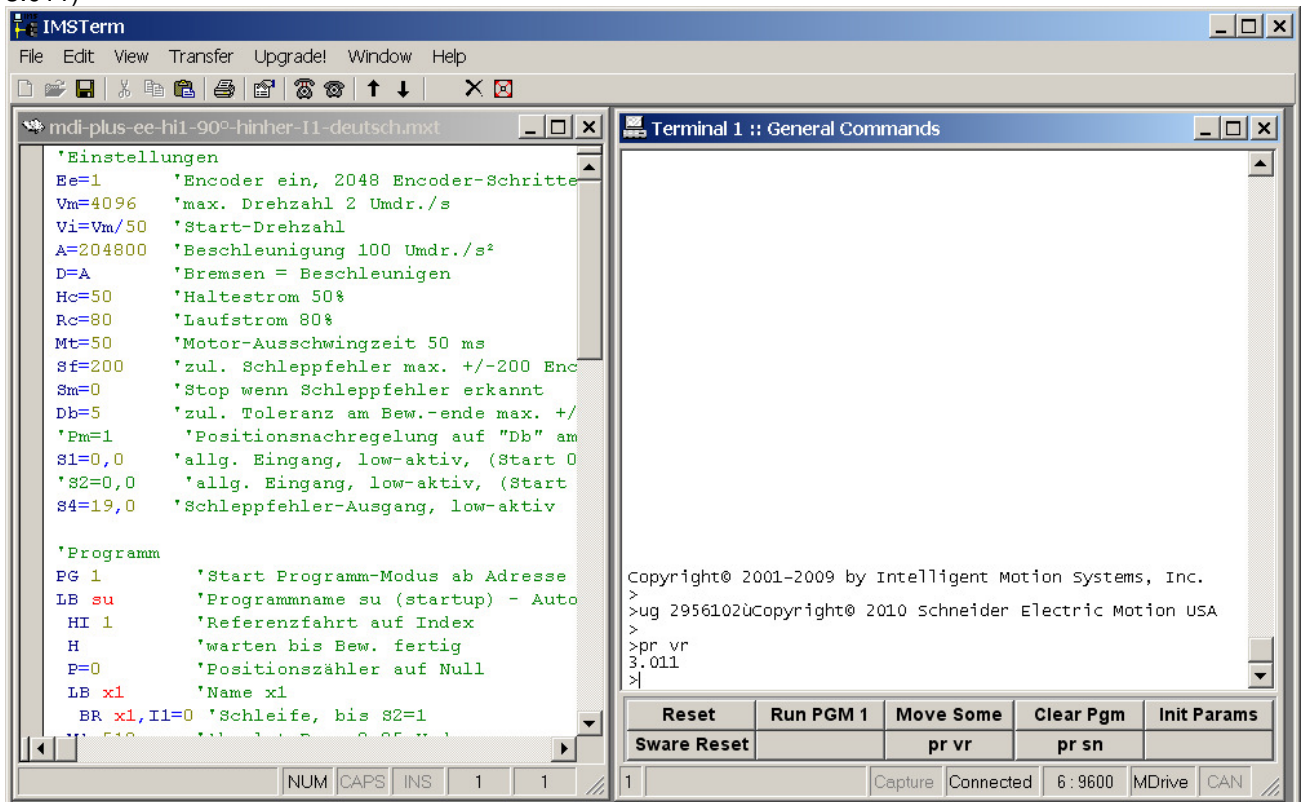 IMSTerm
File Edit View Transfer Upgrade! Window Help
mdi-plus-ee-hi1-90º-hinher-I1-deutsch.mxt
'Einstellungen
Ee=1 'Encoder ein, 2048 Encoder-Schritte
Vm=4096 'max. Drehzahl 2 Umdr./s
Vi=Vm/50 'Start-Drehzahl
A=204800 'Beschleunigung 100 Umdr./s²
D=A 'Bremsen = Beschleunigen
Hc=50 'Haltestrom 50%
Rc=80 'Laufstrom 80%
Mt=50 'Motor-Ausschwingzeit 50 ms
Sf=200 'zul. Schleppfehler max. +/-200 Enc
Sm=0 'Stop wenn Schleppfehler erkannt
Db=5 'zul. Toleranz am Bew.-ende max. +/
'Pm=1 'Positionsnachregelung auf "Db" am
S1=0,0 'allg. Eingang, low-aktiv, (Start 0
'S2=0,0 'allg. Eingang, low-aktiv, (Start
S4=19,0 'Schleppfehler-Ausgang, low-aktiv
'Programm
PG 1 'Start Programm-Modus ab Adresse
LB su 'Programmname su (startup) - Auto
HI 1 'Referenzfahrt auf Index
H 'warten bis Bew. fertig
P=0 'Positionszähler auf Null
LB x1 'Name x1
BR x1,I1=0 'Schleife, bis S2=1
NUM CAPS INS 1 1
Terminal 1 :: General Commands
Copyright© 2001-2009 by Intelligent Motion Systems, Inc.
>
>ug 2956102ùCopyright© 2010 Schneider Electric Motion USA
>
>pr vr
3.011
>
Reset Run PGM 1 Move Some Clear Pgm Init Params
Sware Reset pr vr pr sn
1 Capture Connected 6 : 9600 MDrive CAN